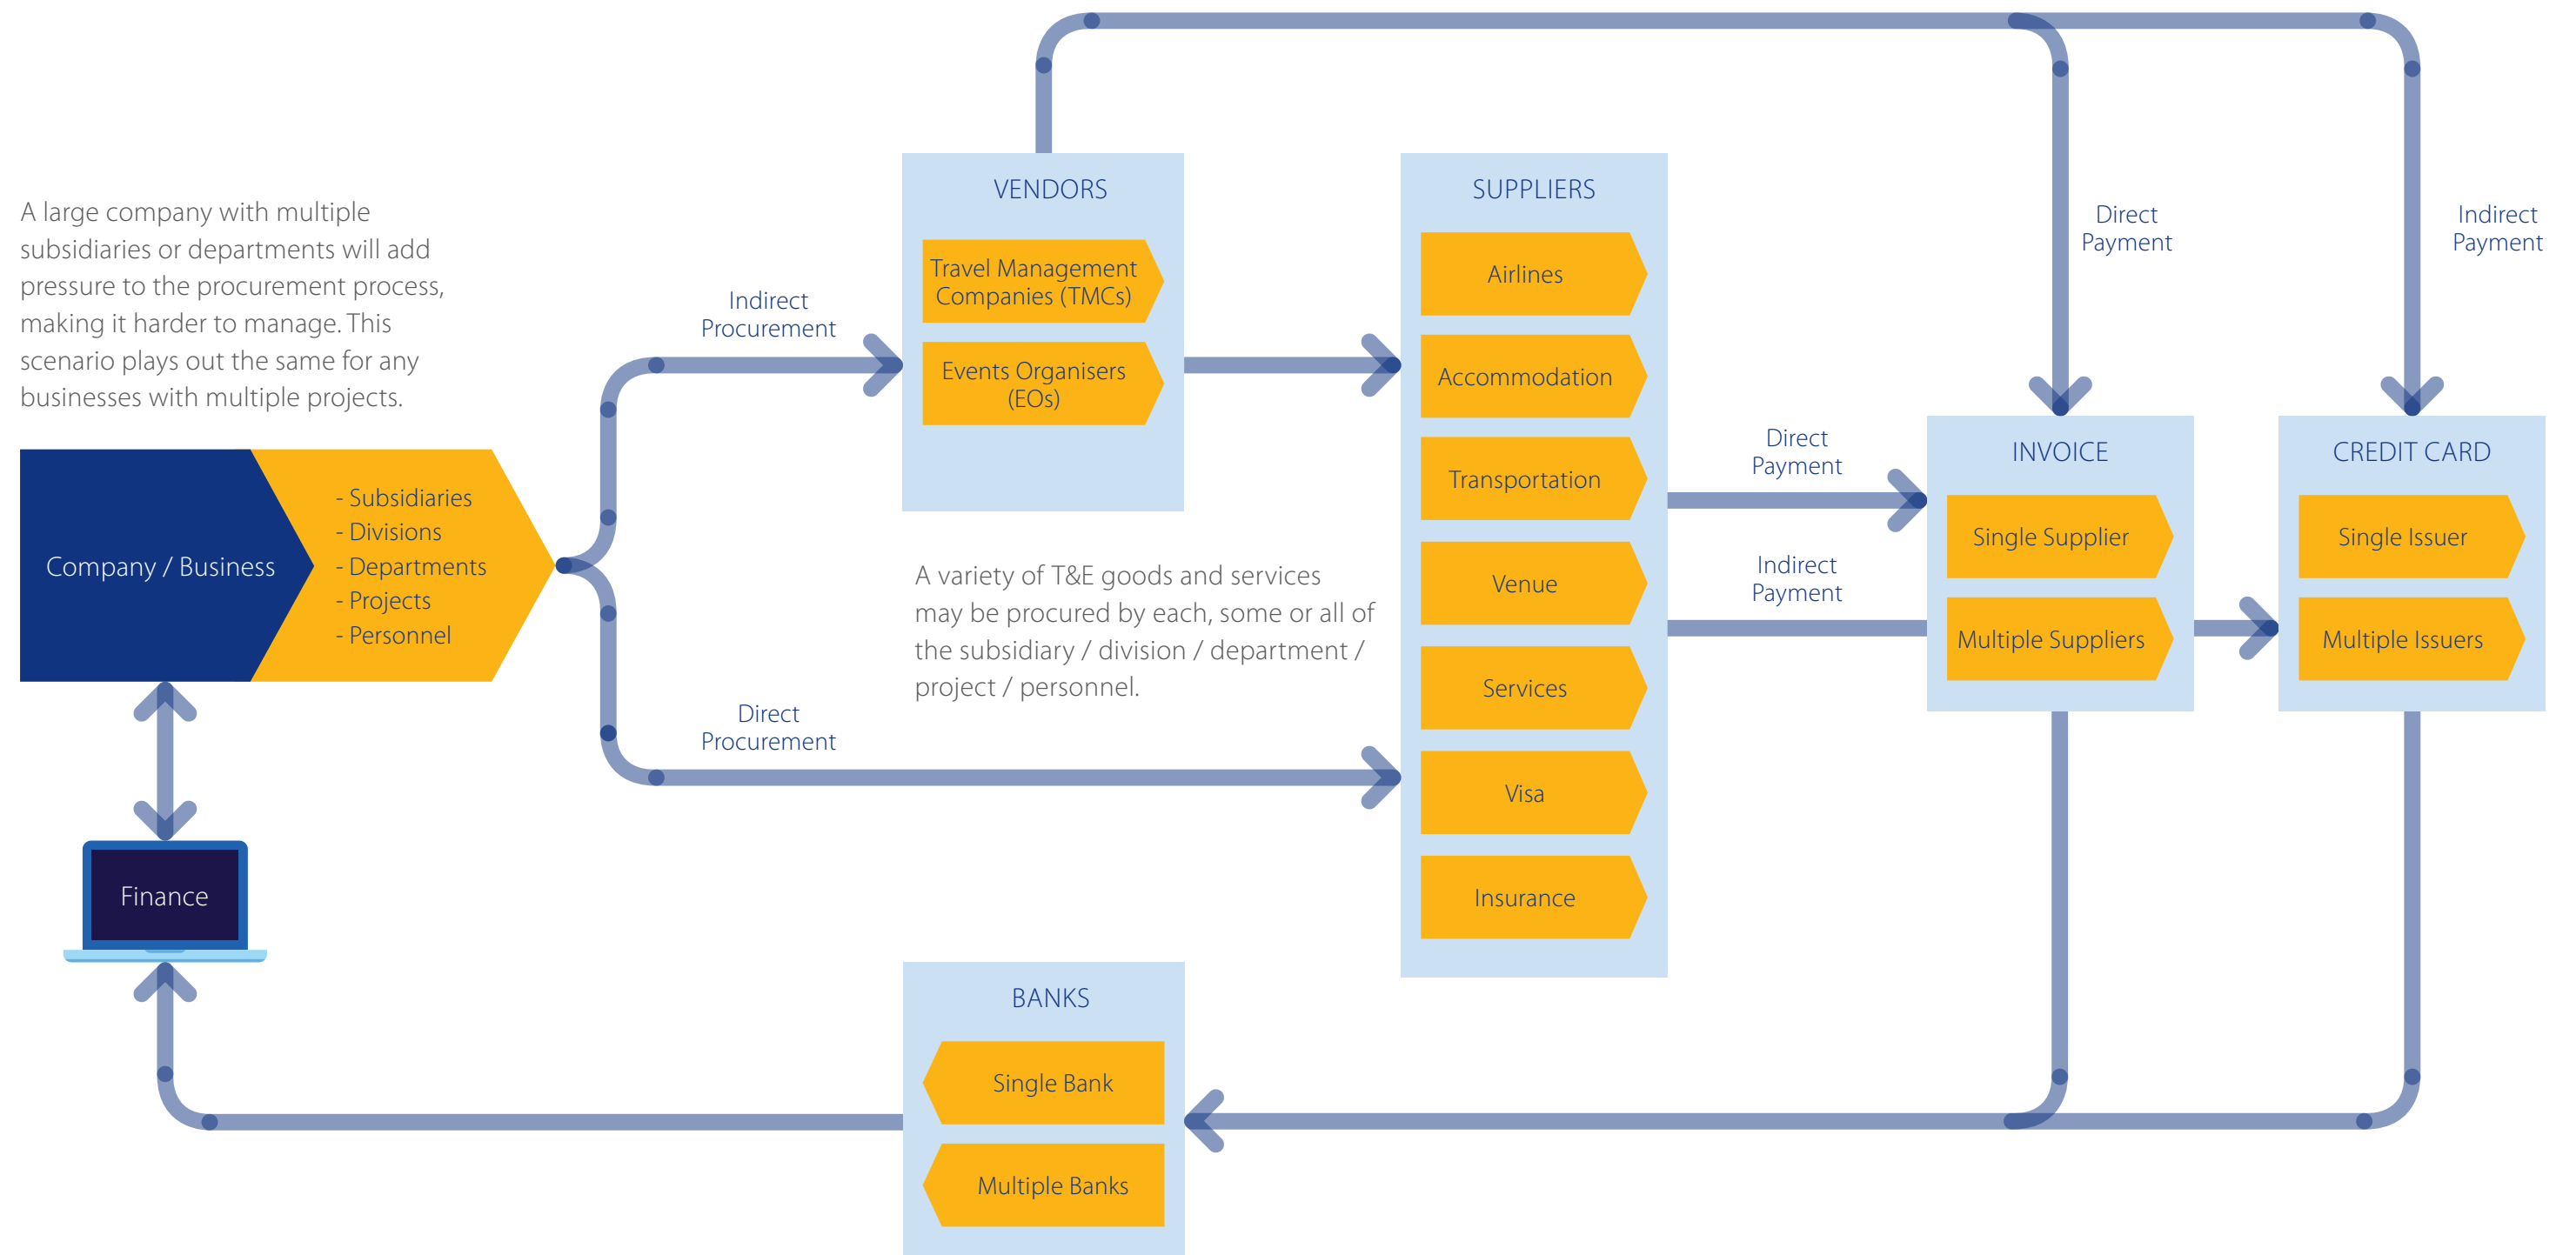 A large company with multiple
subsidiaries or departments will add
pressure to the procurement process,
making it harder to manage. This
scenario plays out the same for any
businesses with multiple projects.
Company / Business
- Subsidiaries
- Divisions
- Departments
- Projects
- Personnel
Finance
Indirect
Procurement
Direct
Procurement
VENDORS
Travel Management
Companies (TMCs)
Events Organisers
(EOs)
A variety of T&E goods and services
may be procured by each, some or all of
the subsidiary / division / department /
project / personnel.
SUPPLIERS
Airlines
Accommodation
Transportation
Venue
Services
Visa
Insurance
Direct
Payment
Indirect
Payment
Direct
Payment
Indirect
Payment
INVOICE
Single Supplier
Multiple Suppliers
CREDIT CARD
Single Issuer
Multiple Issuers
BANKS
Single Bank
Multiple Banks